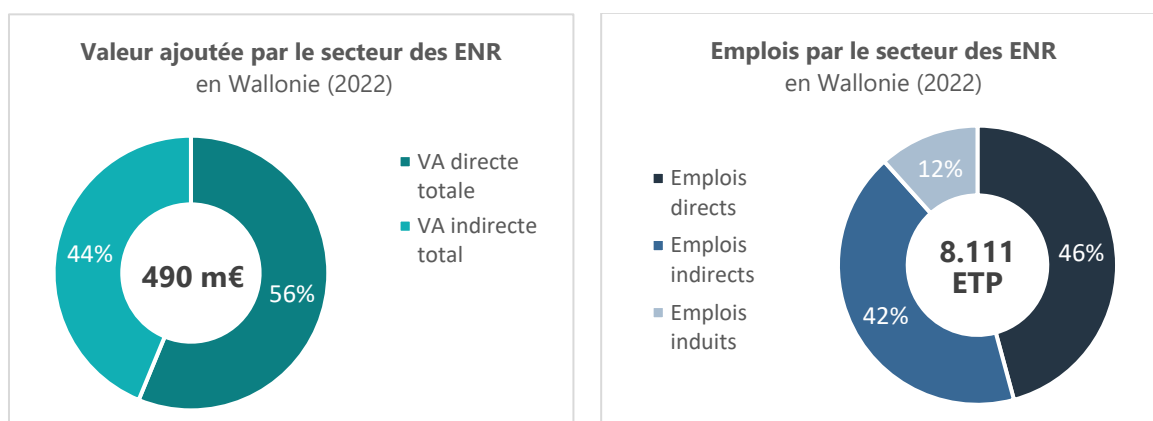 Valeur ajoutée par le secteur des ENR
en Wallonie (2022)
44%
490 m€
56%
VA directe
totale
VA indirecte
total
Emplois par le secteur des ENR
en Wallonie (2022)
Emplois
directs
Emplois
indirects
Emplois
induits
12%
8.111
ETP
46%
42%